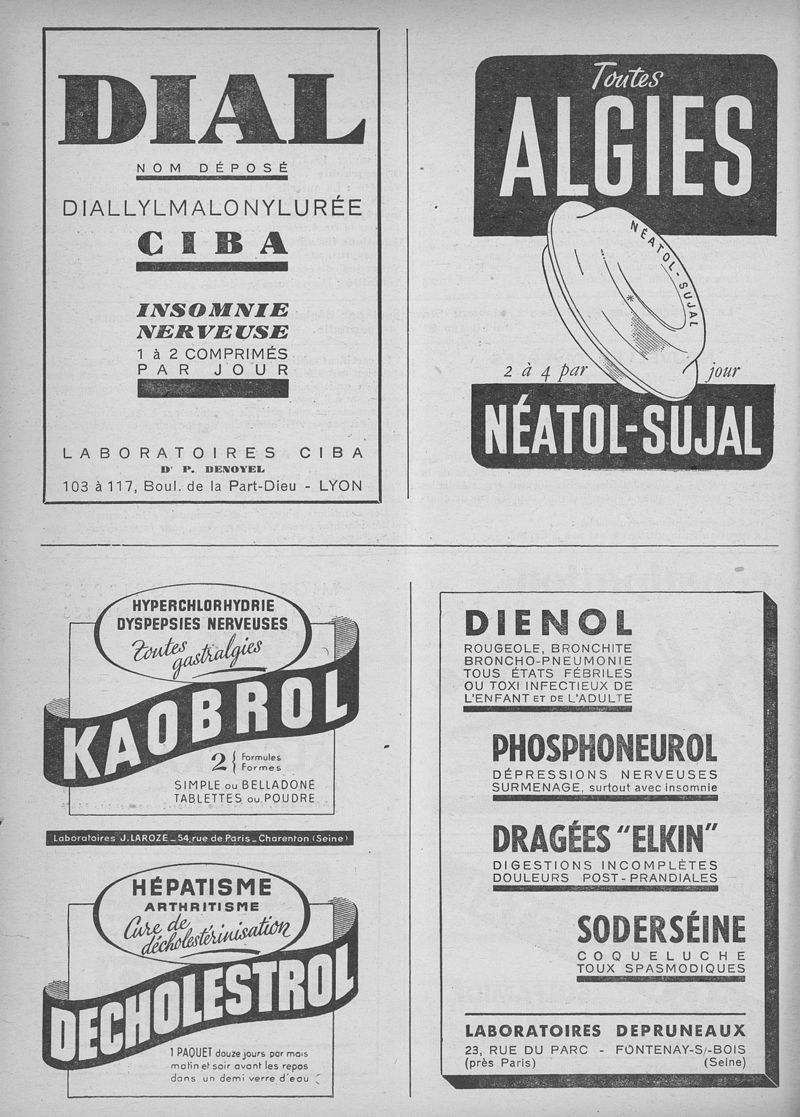 DIAL
NOM DÉPOSÉ
DIALLYLMALONYLURÉE
CIBA
INSOMNIE
NERVEUSE
1 à 2 COMPRIMÉS
PAR JOUR
LABORATOIRES CIBA
Dr P. DENOYEL
103 à 117, Boul. de la Part-Dieu - LYON
Toutes
ALGIES
NÉATOL-SUJAL
2 à 4 par jour
NÉATOL-SUJAL
HYPERCHLORHYDRIE
DYSPEPSIES NERVEUSES
Toutes
gastralgies
KAOBROL
2 { Formules
Formes
SIMPLE ou BELLADONÉ
TABLETTES ou POUDRE
Laboratoires J. LAROZE _ 54, rue de Paris _ Charenton (Seine)
HÉPATISME
ARTHRITISME
Cure de
décholestérinisation
DECHOLESTROL
1 PAQUET douze jours par mois
matin et soir avant les repas
dans un demi verre d'eau
DIENOL
ROUGEOLE, BRONCHITE
BRONCHO-PNEUMONIE
TOUS ÉTATS FÉBRILES
OU TOXI INFECTIEUX DE
L'ENFANT ET DE L'ADULTE
PHOSPHONEUROL
DÉPRESSIONS NERVEUSES
SURMENAGE, surtout avec insomnie
DRAGÉES "ELKIN"
DIGESTIONS INCOMPLÈTES
DOULEURS POST-PRANDIALES
SODERSÉINE
COQUELUCHE
TOUX SPASMODIQUES
LABORATOIRES DEPRUNEAUX
23, RUE DU PARC - FONTENAY-S/-BOIS
(près Paris) (Seine)